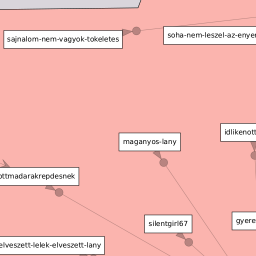 sajnalom-nem-vagyok-tokeletes
soha-nem-leszel-az-enyem
idlikenott
maganyos-lany
ottmadarakrepdesnek
silentgirl67
gyere
elveszett-lelek-elveszett-lany